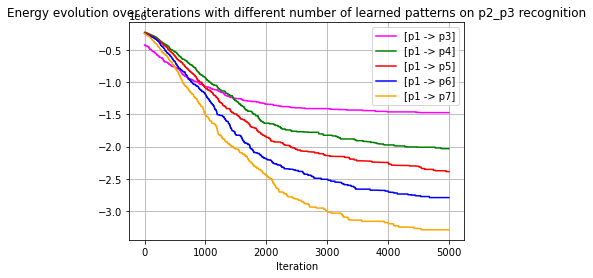 Energy evolution over iterations with different number of learned patterns on p2_p3 recognition
1e6
[p1 -> p3]
[p1 -> p4]
[p1 -> p5]
[p1 -> p6]
[p1 -> p7]
−0.5
−1.0
−1.5
−2.0
−2.5
−3.0
0 1000 2000 3000 4000 5000
Iteration